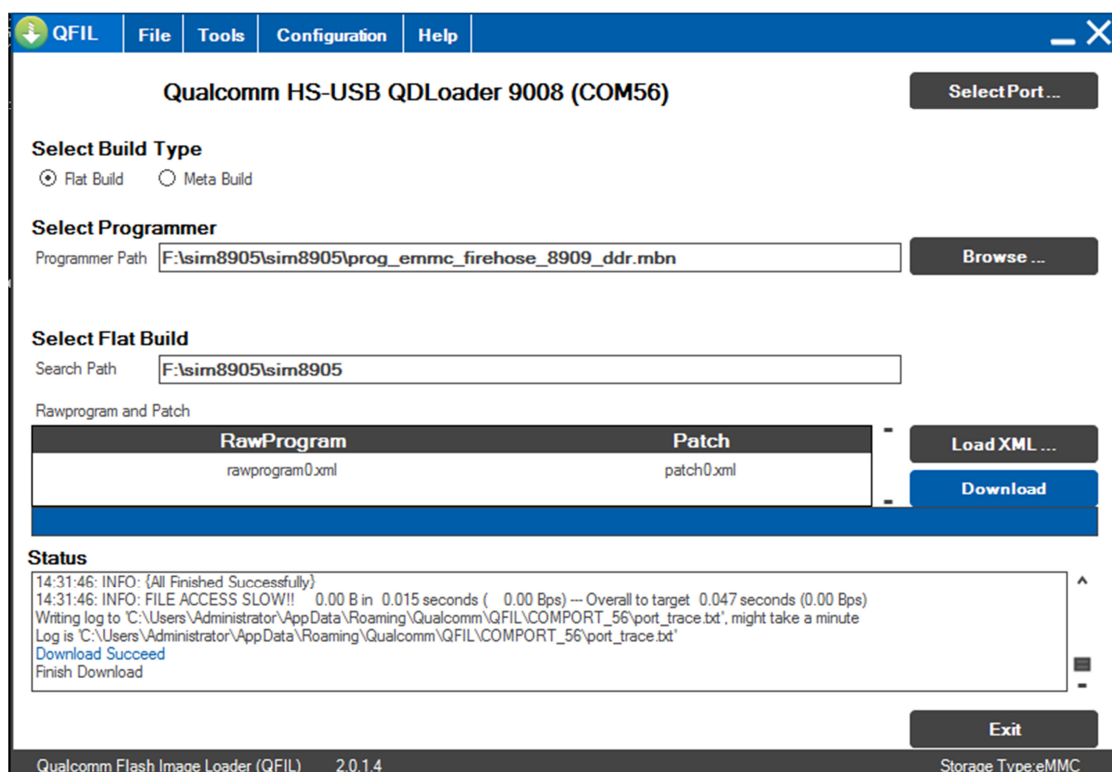 QFIL File Tools Configuration Help
Qualcomm HS-USB QDLoader 9008 (COM56)
Select Port ...
Select Build Type
Flat Build Meta Build
Select Programmer
Programmer Path F:\sim8905\sim8905\prog_emmc_firehose_8909_ddr.mbn
Browse ...
Select Flat Build
Search Path F:\sim8905\sim8905
Rawprogram and Patch
RawProgram Patch
Load XML ...
rawprogram0.xml patch0.xml
Download
Status
14:31:46: INFO: {All Finished Successfully}
14:31:46: INFO: FILE ACCESS SLOW!! 0.00 B in 0.015 seconds ( 0.00 Bps) --- Overall to target 0.047 seconds (0.00 Bps)
Writing log to 'C:\Users\Administrator\AppData\Roaming\Qualcomm\QFIL\COMPORT_56\port_trace.txt', might take a minute
Log is 'C:\Users\Administrator\AppData\Roaming\Qualcomm\QFIL\COMPORT_56\port_trace.txt'
Download Succeed
Finish Download
Exit
Qualcomm Flash Image Loader (QFIL) 2.0.1.4 Storage Type:eMMC